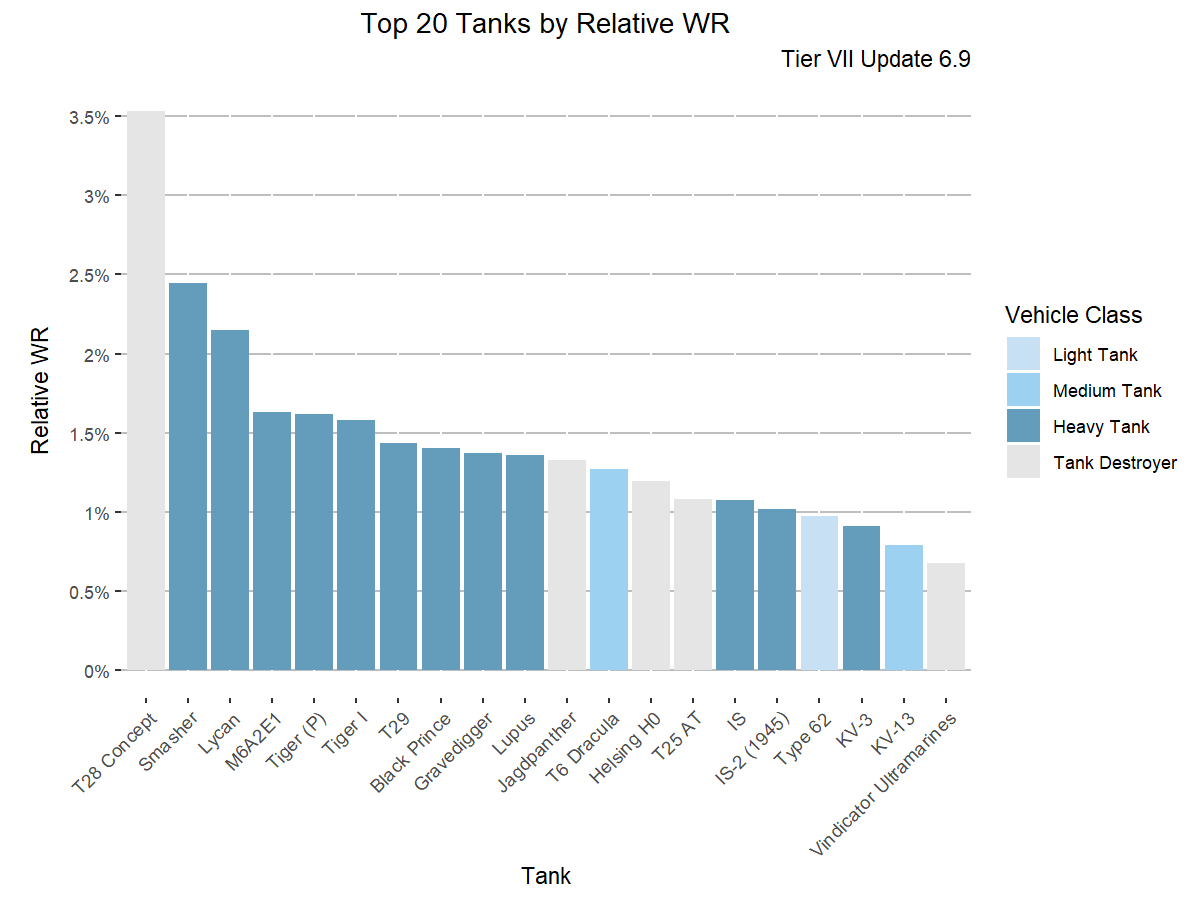 Top 20 Tanks by Relative WR
Tier VII Update 6.9
Relative WR
3.5%
3%
2.5%
2%
1.5%
1%
0.5%
0%
T28 Concept
Smasher
Lycan
M6A2E1
Tiger (P)
Tiger I
T29
Black Prince
Gravedigger
Lupus
Jagdpanther
T6 Dracula
Helsing H0
T25 AT
IS
IS-2 (1945)
Type 62
KV-3
KV-13
Vindicator Ultramarines
Tank
Vehicle Class
Light Tank
Medium Tank
Heavy Tank
Tank Destroyer